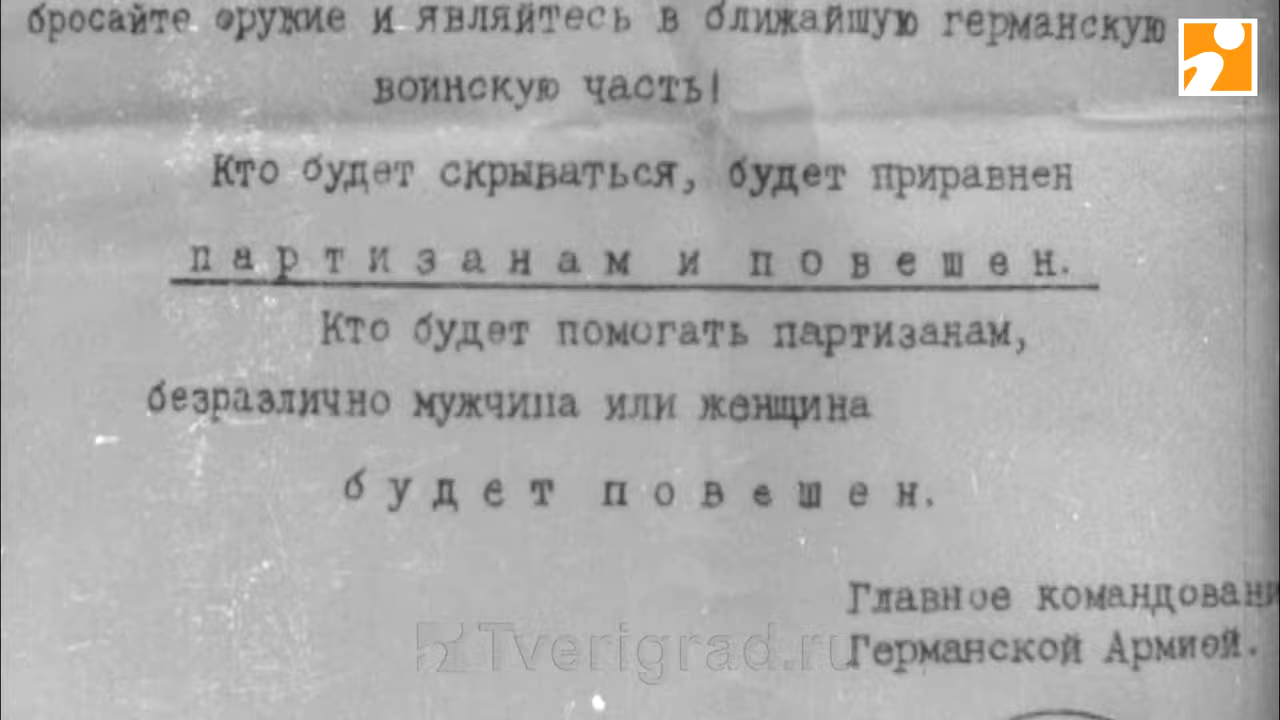 бросайте оружие и являйтесь в ближайшую германскую
воинскую часть!
Кто будет скрываться, будет приравнен
партизанам и повешен.
Кто будет помогать партизанам,
безразлично мужчина или женщина
будет повешен.
Главное командовани
Tverigrad.ru
Германской Армией.